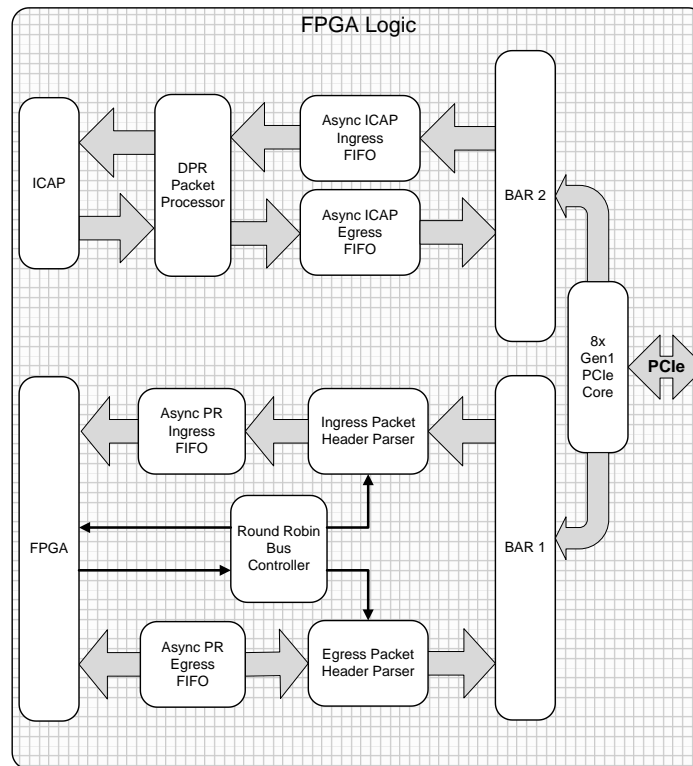 FPGA Logic
ICAP
DPR
Packet
Processor
Async ICAP
Ingress
FIFO
Async ICAP
Egress
FIFO
BAR 2
8x
Gen1
PCIe
Core
PCIe
FPGA
Async PR
Ingress
FIFO
Ingress Packet
Header Parser
Round Robin
Bus
Controller
BAR 1
Async PR
Egress
FIFO
Egress Packet
Header Parser